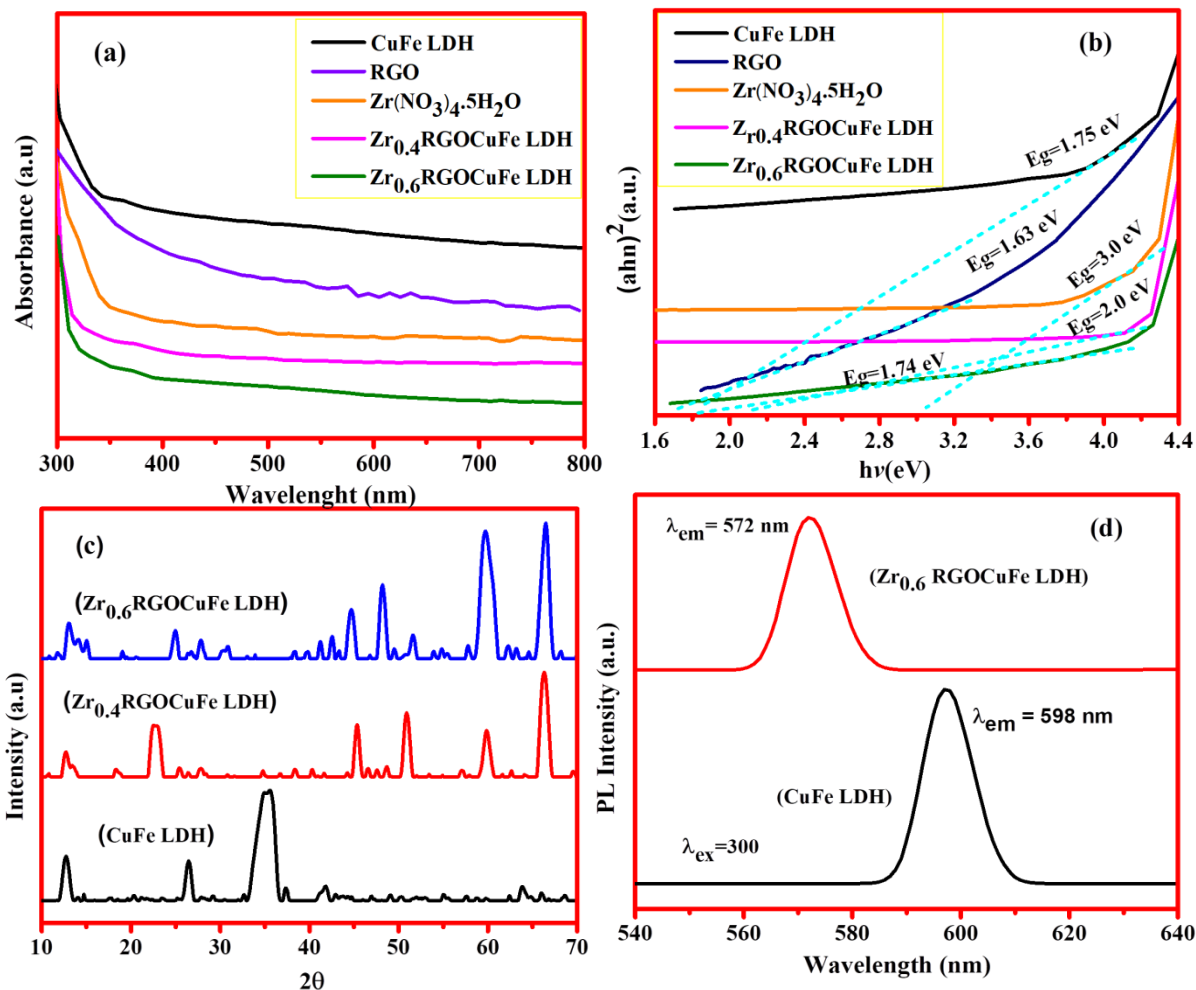 (a)
CuFe LDH
RGO
Zr(NO3)4.5H2O
Zr0.4RGOCuFe LDH
Zr0.6RGOCuFe LDH
Absorbance (a.u)
300 400 500 600 700 800
Wavelenght (nm)
(b)
CuFe LDH
RGO
Zr(NO3)4.5H2O
Zr0.4RGOCuFe LDH
Zr0.6RGOCuFe LDH
Eg=1.75 eV
Eg=1.63 eV
Eg=3.0 eV
Eg=2.0 eV
Eg=1.74 eV
(ahn)2(a.u.)
1.6 2.0 2.4 2.8 3.2 3.6 4.0 4.4
hν(eV)
(c)
(Zr0.6RGOCuFe LDH)
(Zr0.4RGOCuFe LDH)
(CuFe LDH)
Intensity (a.u)
10 20 30 40 50 60 70
2θ
(d)
λem= 572 nm
(Zr0.6 RGOCuFe LDH)
λem = 598 nm
(CuFe LDH)
λex=300
PL Intensity (a.u.)
540 560 580 600 620 640
Wavelength (nm)